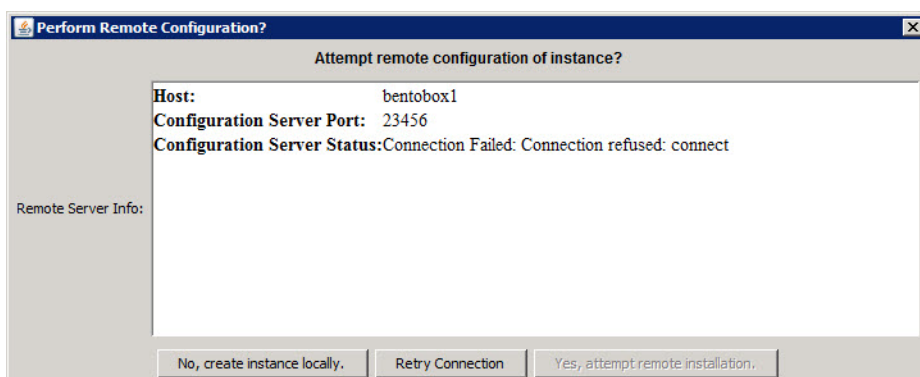 Perform Remote Configuration?
Attempt remote configuration of instance?
Host: bentobox1
Configuration Server Port: 23456
Configuration Server Status:Connection Failed: Connection refused: connect
Remote Server Info:
No, create instance locally. Retry Connection Yes, attempt remote installation.